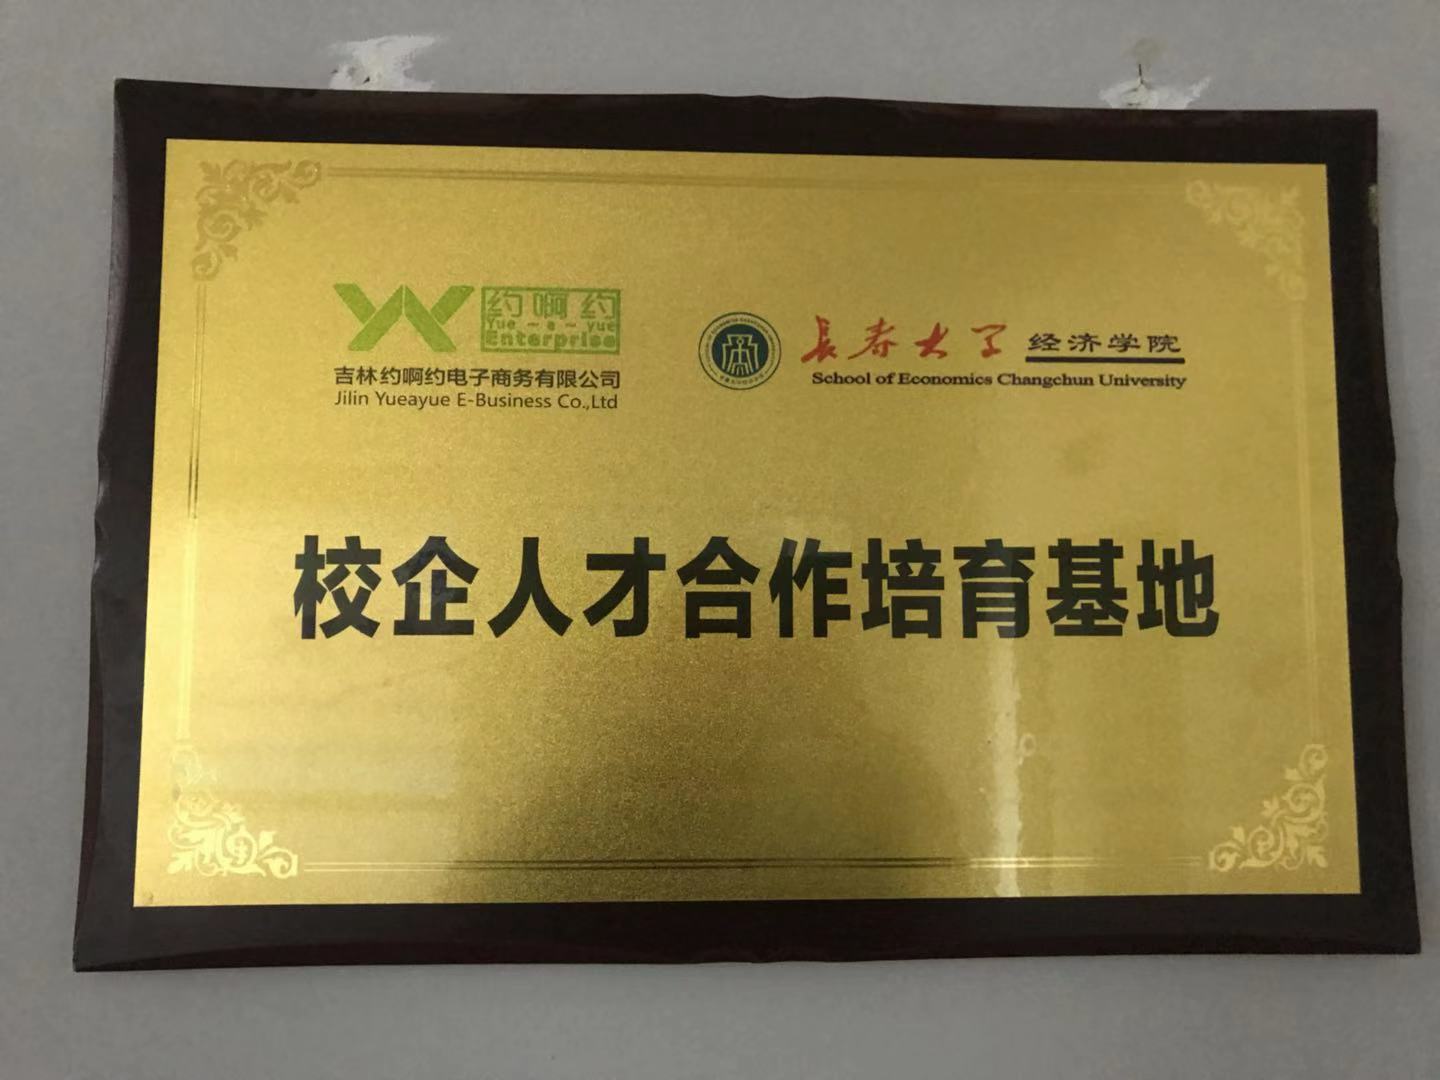 约啊约
Yue-a-yue
Enterprise
吉林约啊约电子商务有限公司
Jilin Yueayue E-Business Co.,Ltd
长春大学 经济学院
School of Economics Changchun University
校企人才合作培育基地